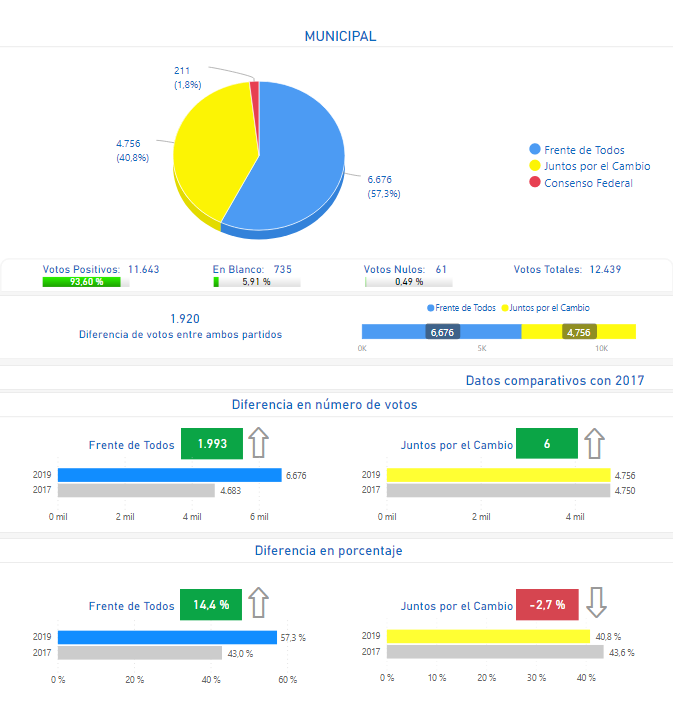 MUNICIPAL
211
(1,8%)
4.756
(40,8%)
6.676
(57,3%)
Frente de Todos
Juntos por el Cambio
Consenso Federal
Votos Positivos: 11.643
93,60 %
En Blanco: 735
5,91 %
Votos Nulos: 61
0,49 %
Votos Totales: 12.439
1.920
Diferencia de votos entre ambos partidos
Frente de Todos Juntos por el Cambio
6,676 4,756
0K 5K 10K
Datos comparativos con 2017
Diferencia en número de votos
Frente de Todos 1.993
2019 6.676
2017 4.683
0 mil 2 mil 4 mil 6 mil
Juntos por el Cambio 6
2019 4.756
2017 4.750
0 mil 2 mil 4 mil
Diferencia en porcentaje
Frente de Todos 14,4 %
2019 57,3 %
2017 43,0 %
0 % 20 % 40 % 60 %
Juntos por el Cambio -2,7 %
2019 40,8 %
2017 43,6 %
0 % 10 % 20 % 30 % 40 %